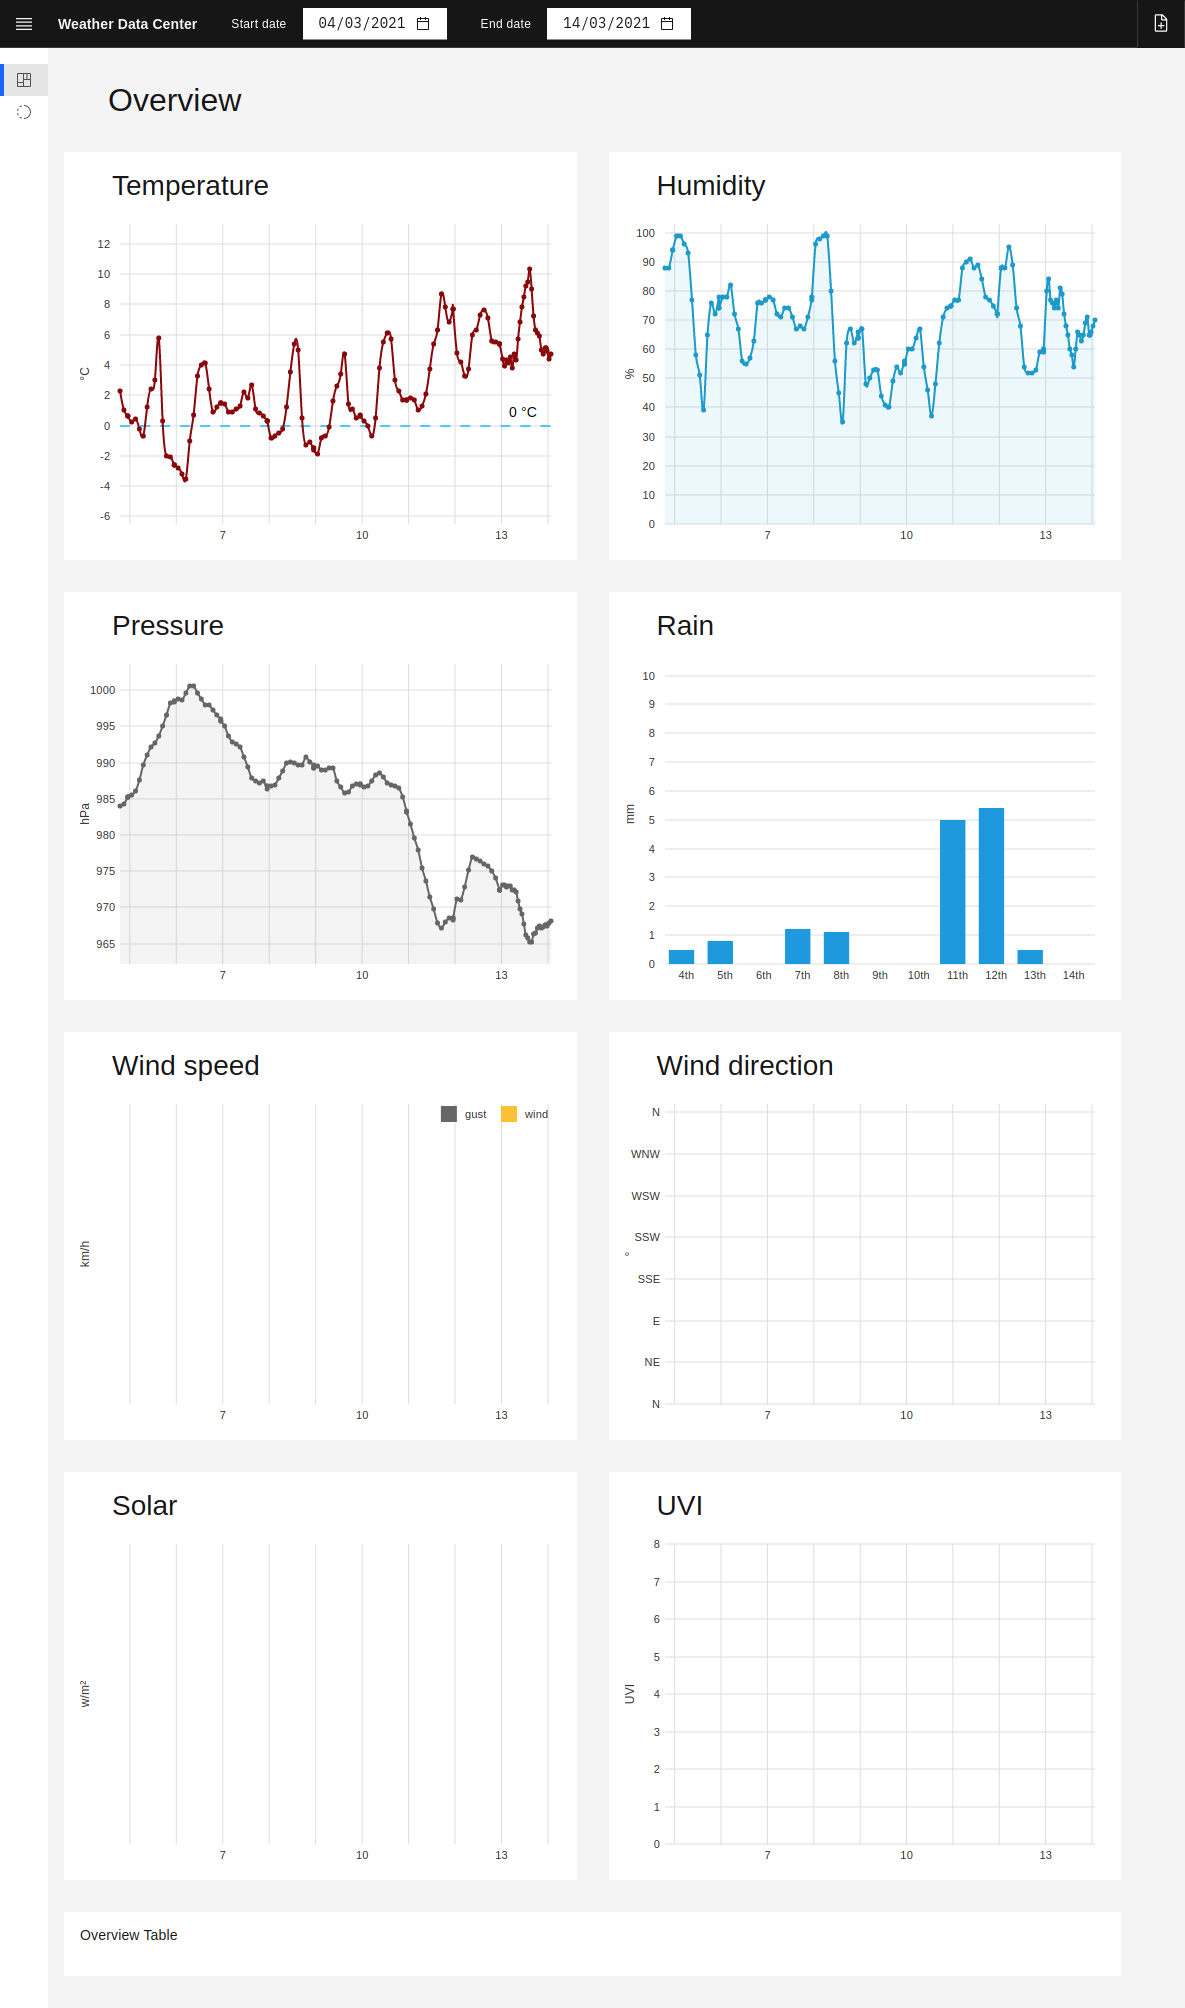 Weather Data Center Start date 04/03/2021 End date 14/03/2021
Overview
Temperature
12
10
8
6
4
2
0
-2
-4
-6
°C
0 °C
7 10 13
Humidity
100
90
80
70
60
50
40
30
20
10
0
%
7 10 13
Pressure
1000
995
990
985
980
975
970
965
hPa
7 10 13
Rain
10
9
8
7
6
5
4
3
2
1
0
mm
4th 5th 6th 7th 8th 9th 10th 11th 12th 13th 14th
Wind speed
gust wind
km/h
7 10 13
Wind direction
N
WNW
WSW
SSW
SSE
E
NE
N
°
7 10 13
Solar
w/m²
7 10 13
UVI
8
7
6
5
4
3
2
1
0
UVI
7 10 13
Overview Table